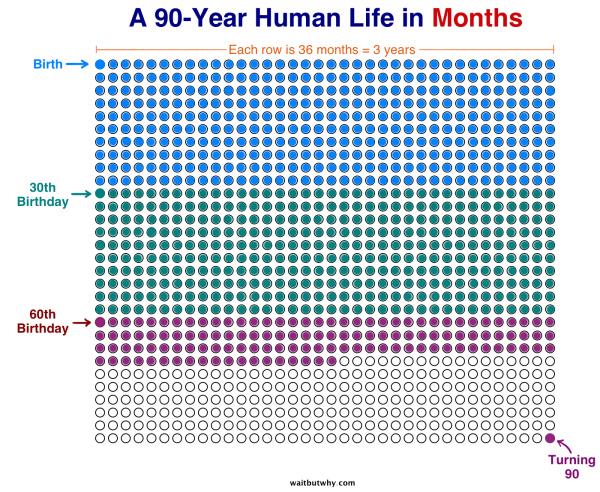 A 90-Year Human Life in Months
Each row is 36 months = 3 years
Birth
30th
Birthday
60th
Birthday
Turning
90
waitbutwhy.com